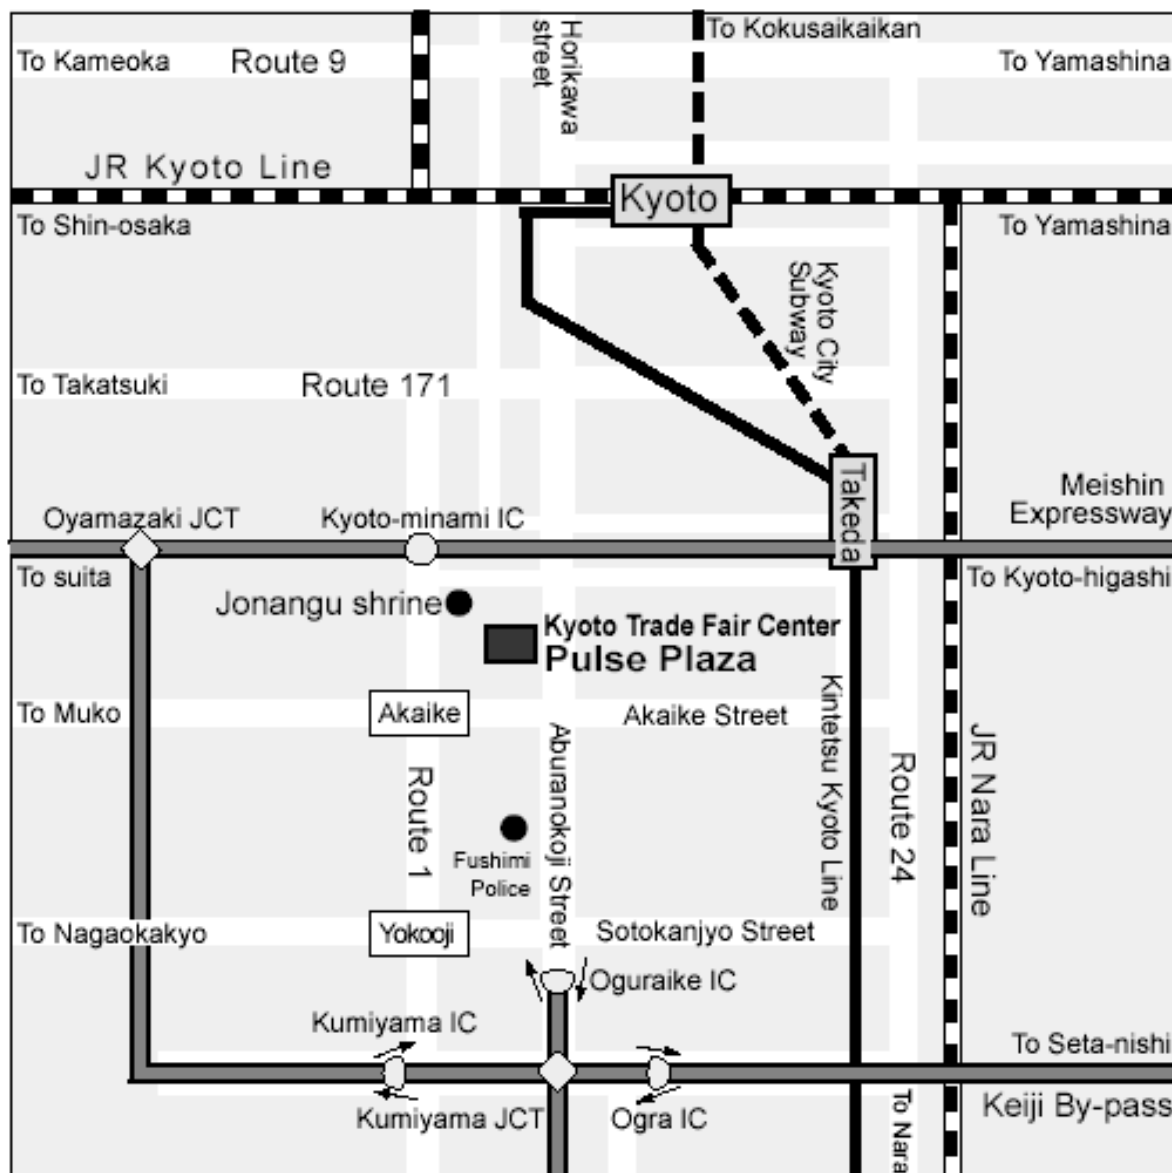 To Kokusaikaikan
Horikawa
street
To Kameoka
Route 9
To Yamashina
JR Kyoto Line
Kyoto
To Shin-osaka
To Yamashina
Kyoto City
Subway
To Takatsuki
Route 171
Takeda
Meishin
Expressway
Oyamazaki JCT
Kyoto-minami IC
To suita
To Kyoto-higashi
Jonangu shrine
Kyoto Trade Fair Center
Pulse Plaza
To Muko
Akaike
Akaike Street
Kintetsu Kyoto Line
Aburanokoji Street
JR Nara Line
Route 24
Route 1
Fushimi
Police
To Nagaokakyo
Yokooji
Sotokanjyo Street
Oguraike IC
Kumiyama IC
To Seta-nishi
Kumiyama JCT
Ogra IC
Keiji By-pass
To Nara